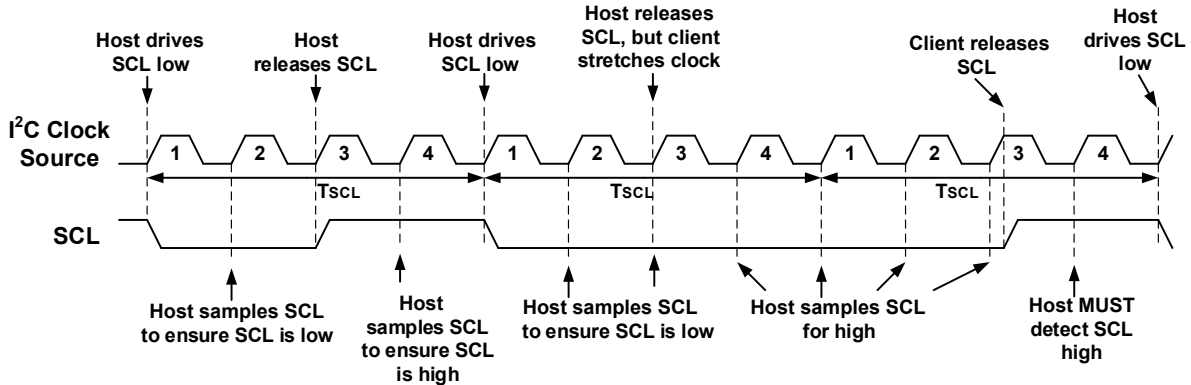 Host drives
SCL low
Host
releases SCL
Host drives
SCL low
Host releases
SCL, but client
stretches clock
Client releases
SCL
Host
drives SCL
low
I²C Clock
Source
1 2 3 4 1 2 3 4 1 2 3 4
TSCL TSCL TSCL
SCL
Host samples SCL
to ensure SCL is low
Host
samples SCL
to ensure SCL
is high
Host samples SCL
to ensure SCL is low
Host samples SCL
for high
Host MUST
detect SCL
high